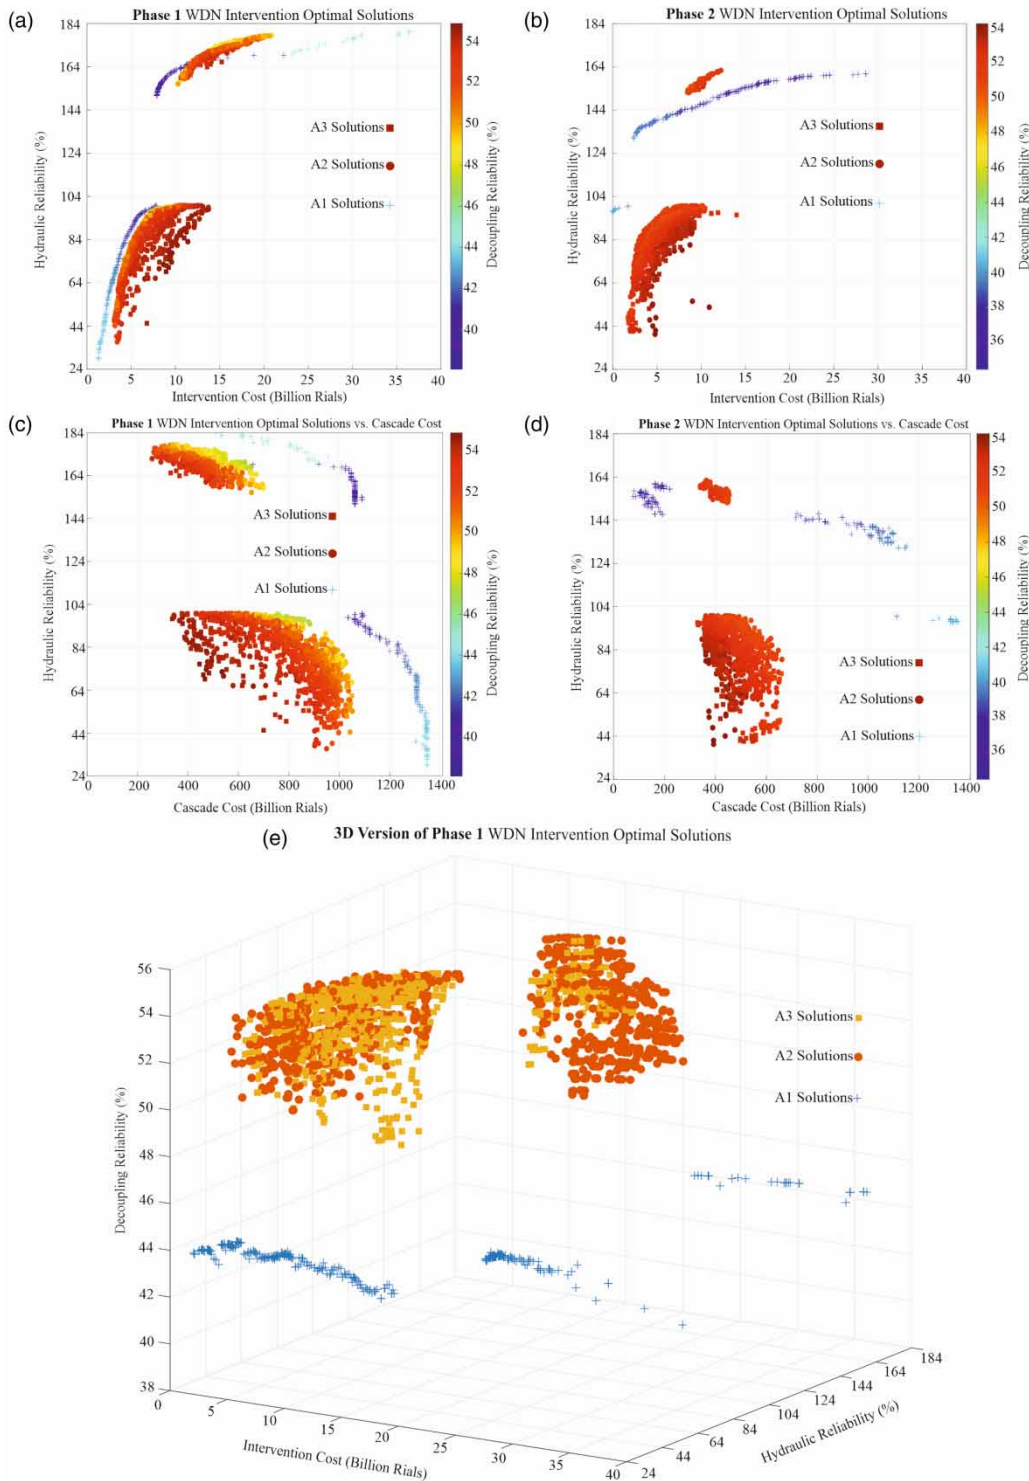 (a)
Phase 1 WDN Intervention Optimal Solutions
184
164
144
124
104
84
64
44
24
Hydraulic Reliability (%)
A3 Solutions
A2 Solutions
A1 Solutions
0 5 10 15 20 25 30 35 40
Intervention Cost (Billion Rials)
54
52
50
48
46
44
42
40
Decoupling Reliability (%)
(b)
Phase 2 WDN Intervention Optimal Solutions
184
164
144
124
104
84
64
44
24
Hydraulic Reliability (%)
A3 Solutions
A2 Solutions
A1 Solutions
0 5 10 15 20 25 30 35 40
Intervention Cost (Billion Rials)
54
52
50
48
46
44
42
40
38
36
Decoupling Reliability (%)
(c)
Phase 1 WDN Intervention Optimal Solutions vs. Cascade Cost
184
164
144
124
104
84
64
44
24
Hydraulic Reliability (%)
A3 Solutions
A2 Solutions
A1 Solutions
0 200 400 600 800 1000 1200 1400
Cascade Cost (Billion Rials)
54
52
50
48
46
44
42
40
Decoupling Reliability (%)
(d)
Phase 2 WDN Intervention Optimal Solutions vs. Cascade Cost
184
164
144
124
104
84
64
44
24
Hydraulic Reliability (%)
A3 Solutions
A2 Solutions
A1 Solutions
0 200 400 600 800 1000 1200 1400
Cascade Cost (Billion Rials)
54
52
50
48
46
44
42
40
38
36
Decoupling Reliability (%)
(e)
3D Version of Phase 1 WDN Intervention Optimal Solutions
56
54
52
50
48
46
44
42
40
38
Decoupling Reliability (%)
A3 Solutions
A2 Solutions
A1 Solutions
0 5 10 15 20 25 30 35 40
Intervention Cost (Billion Rials)
24 44 64 84 104 124 144 164 184
Hydraulic Reliability (%)